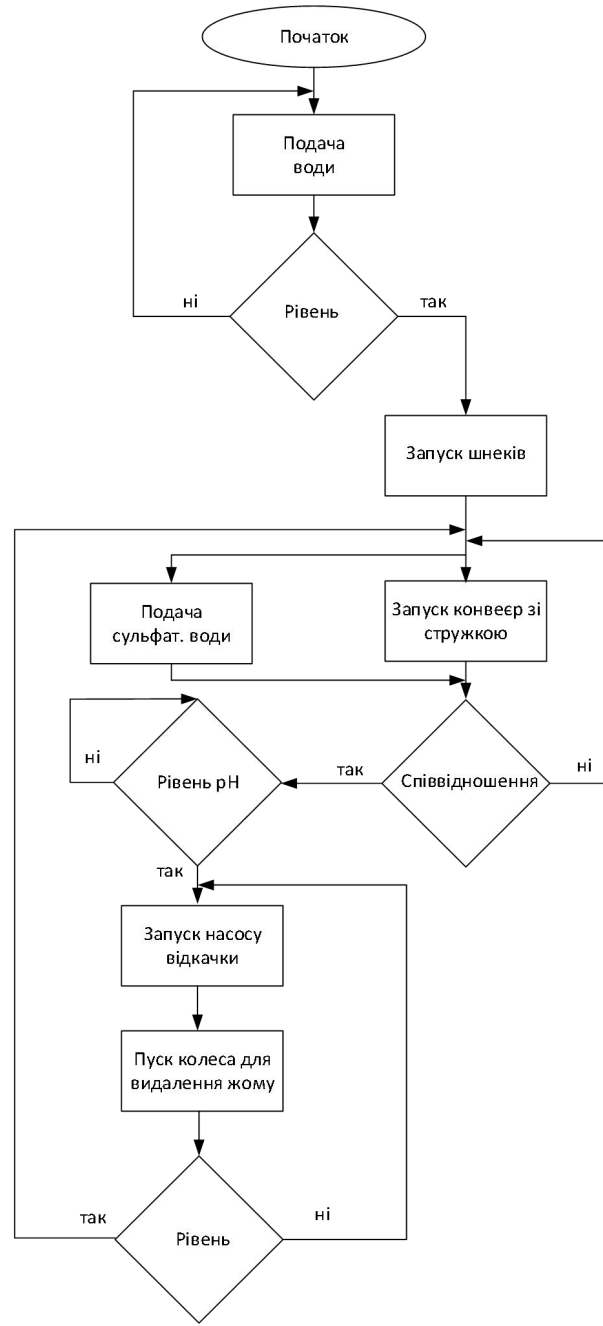 Початок
Подача
води
Рівень
ні
так
Запуск шнеків
Подача
сульфат. води
Запуск конвеєр зі
стружкою
Рівень pH
ні
так
Співвідношення
ні
так
Запуск насосу
відкачки
Пуск колеса для
видалення жому
так
Рівень
ні